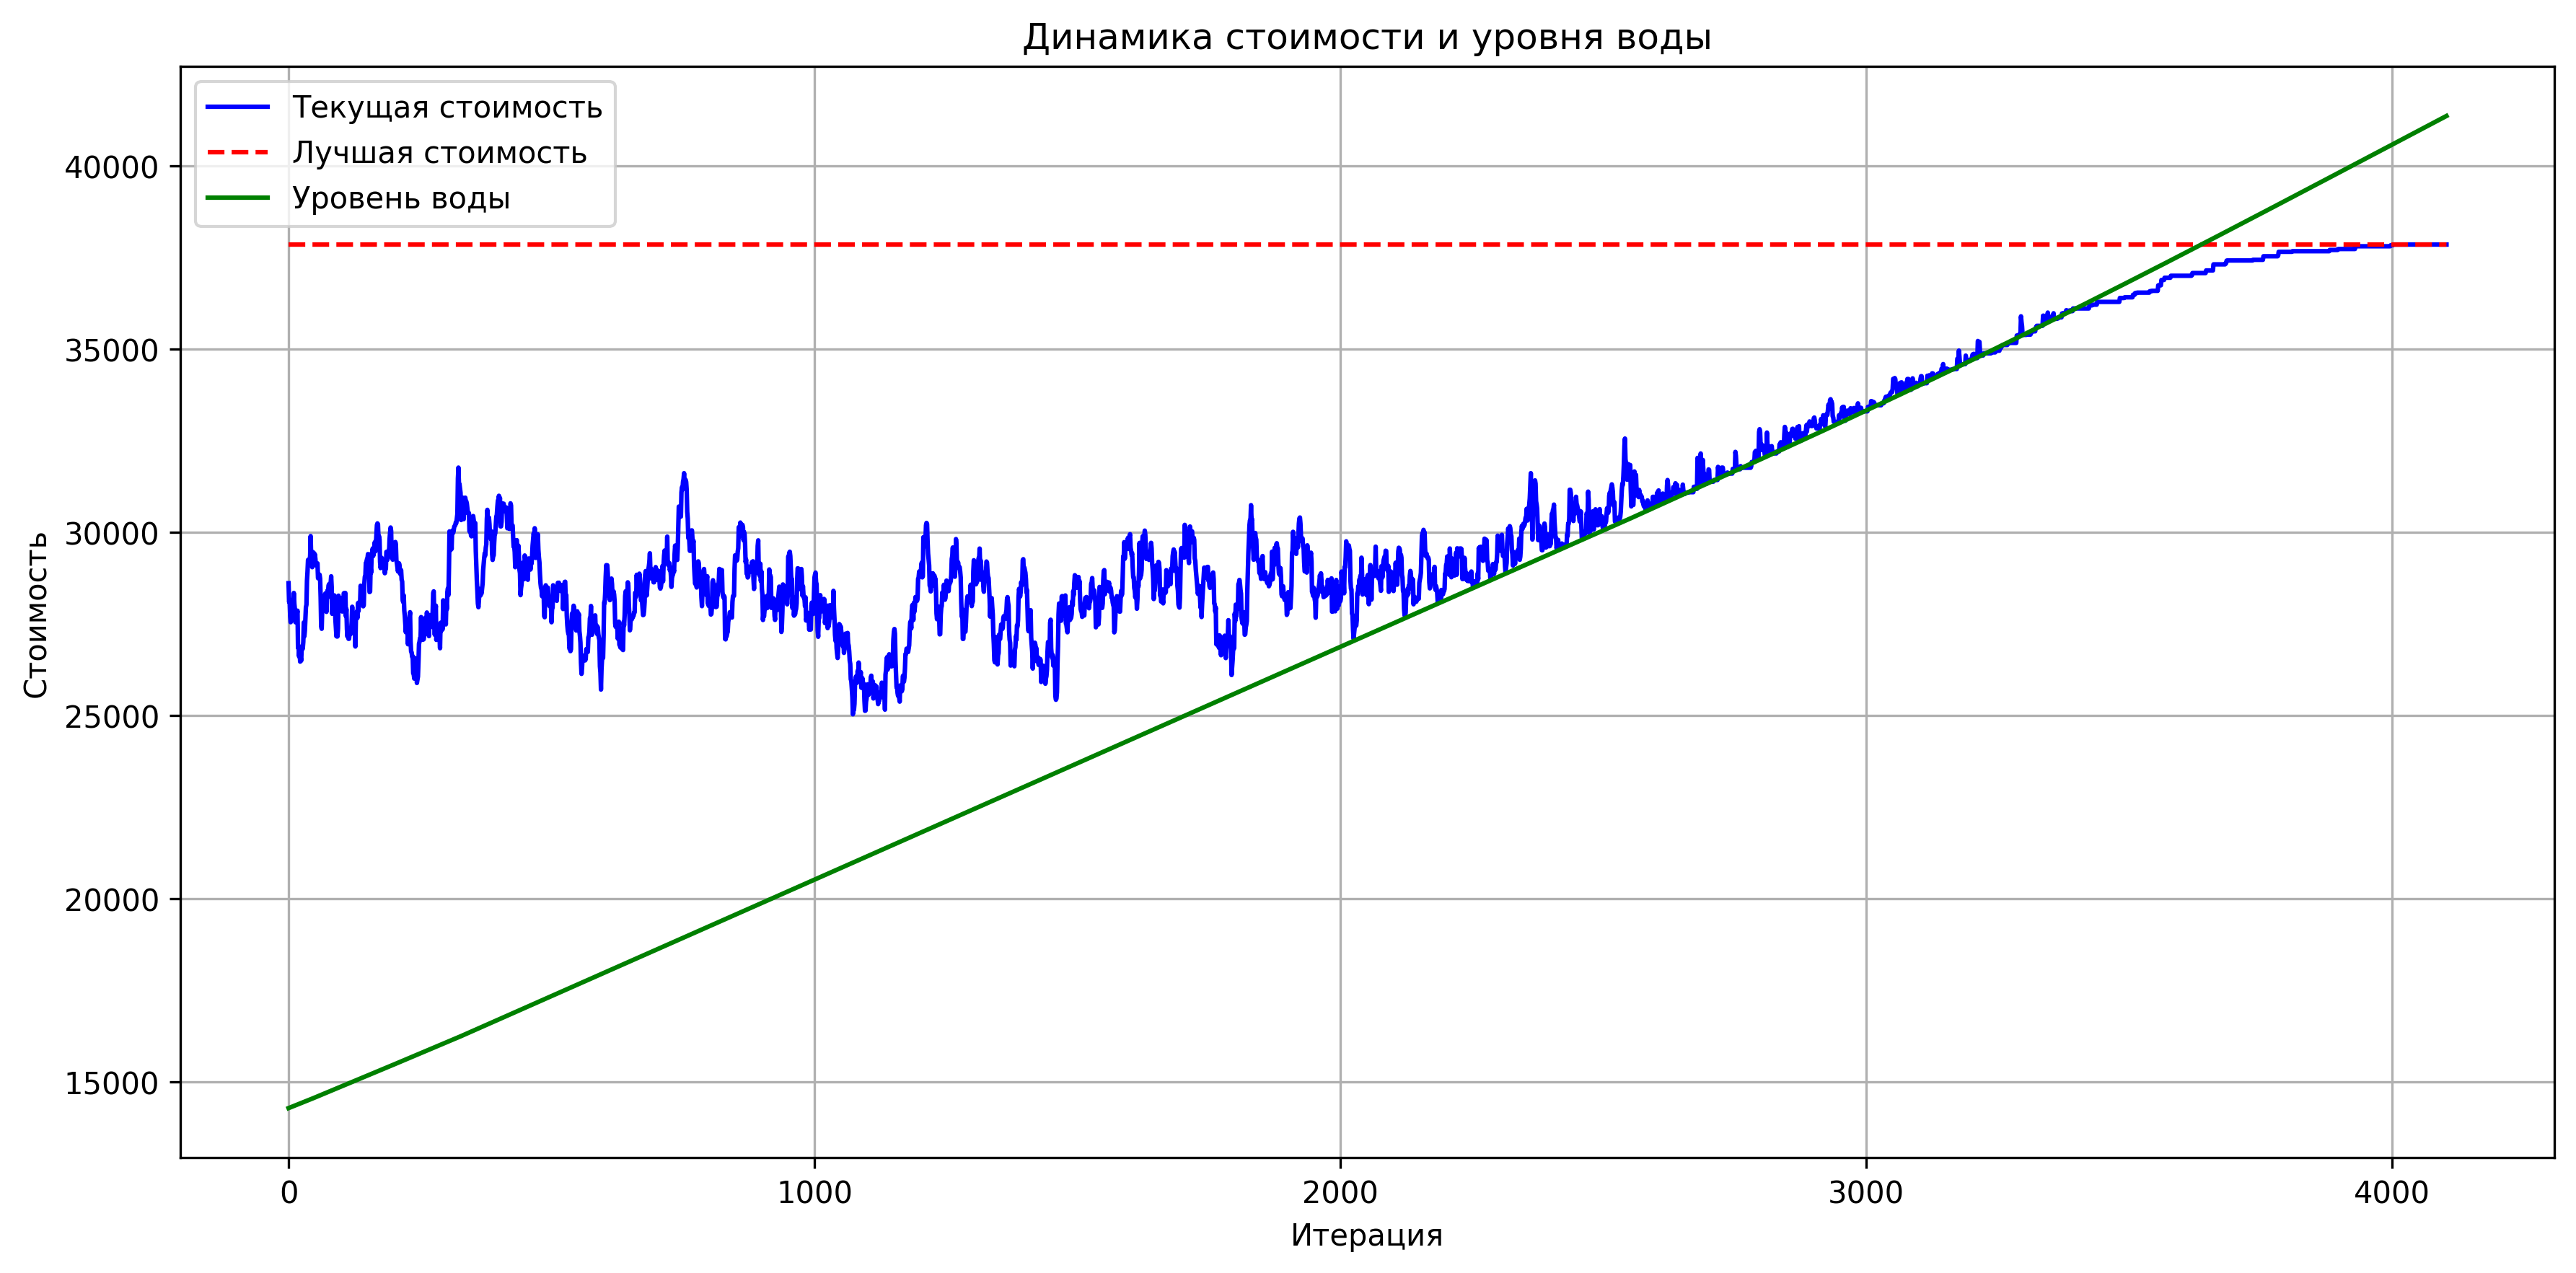 Динамика стоимости и уровня воды
Текущая стоимость
Лучшая стоимость
Уровень воды
Стоимость
40000
35000
30000
25000
20000
15000
0 1000 2000 3000 4000
Итерация